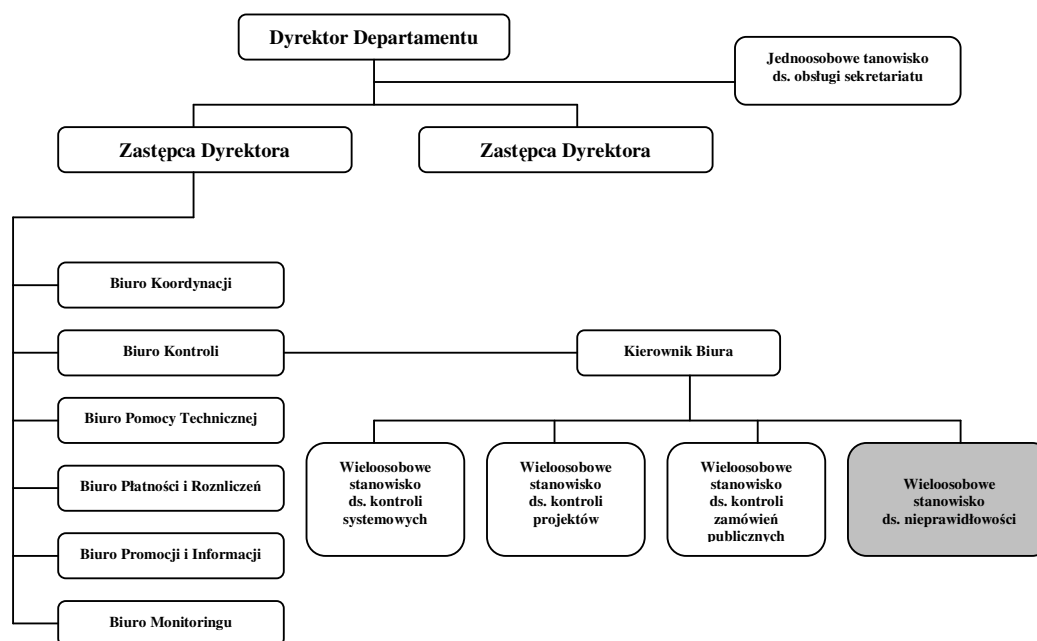 Dyrektor Departamentu
Jednoosobowe tanowisko
ds. obsługi sekretariatu
Zastępca Dyrektora
Zastępca Dyrektora
Biuro Koordynacji
Biuro Kontroli
Kierownik Biura
Biuro Pomocy Technicznej
Wieloosobowe
stanowisko
ds. kontroli
systemowych
Wieloosobowe
stanowisko
ds. kontroli
projektów
Wieloosobowe
stanowisko
ds. kontroli
zamówień
publicznych
Wieloosobowe
stanowisko
ds. nieprawidłowości
Biuro Płatności i Roznliczeń
Biuro Promocji i Informacji
Biuro Monitoringu